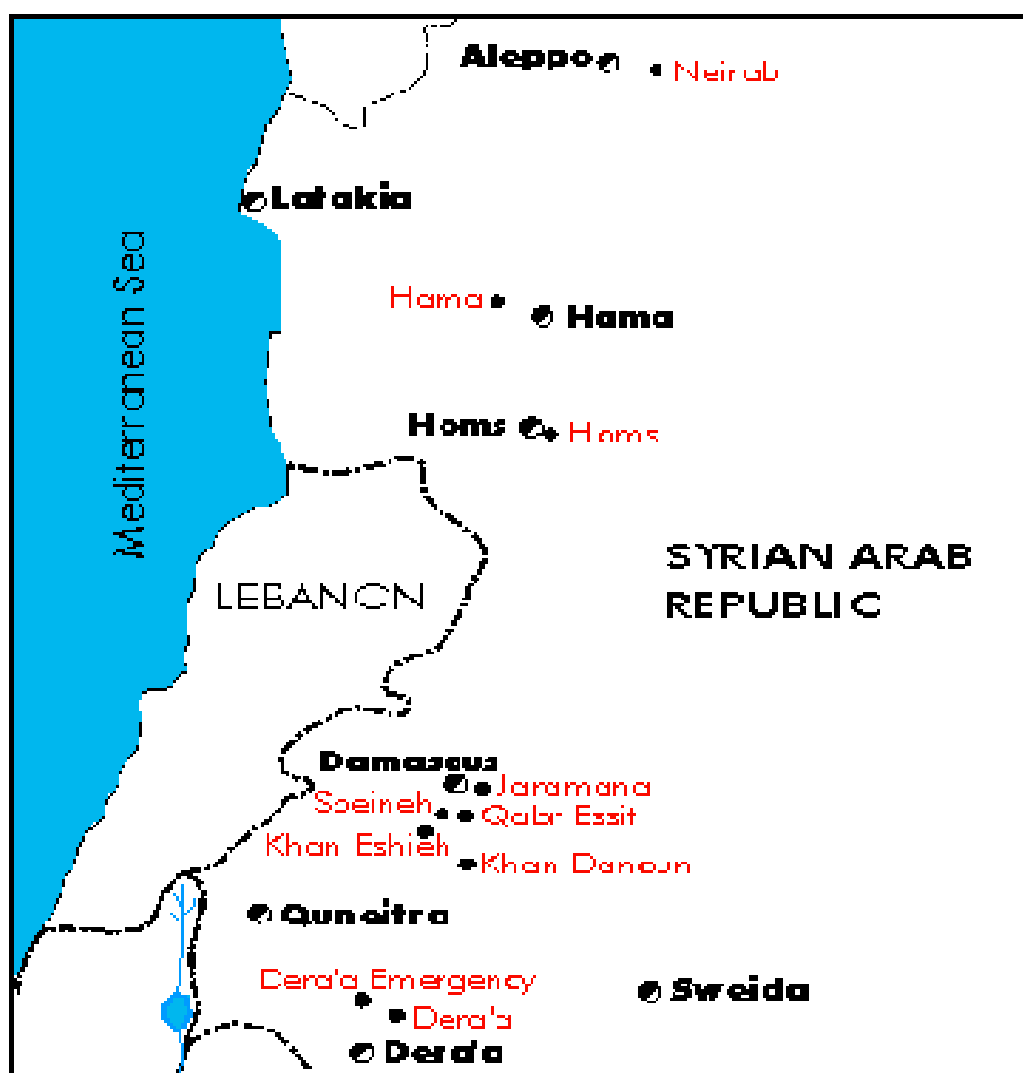 Aleppo
Neirab
Latakia
Mediterranean Sea
Hama
Hama
Homs
Homs
SYRIAN ARAB
REPUBLIC
LEBANON
Damascus
Jaramana
Sbeineh
Qabr Essit
Khan Eshieh
Khan Danoun
Quneitra
Dera'a Emergency
Sweida
Dera'a
Dera'a